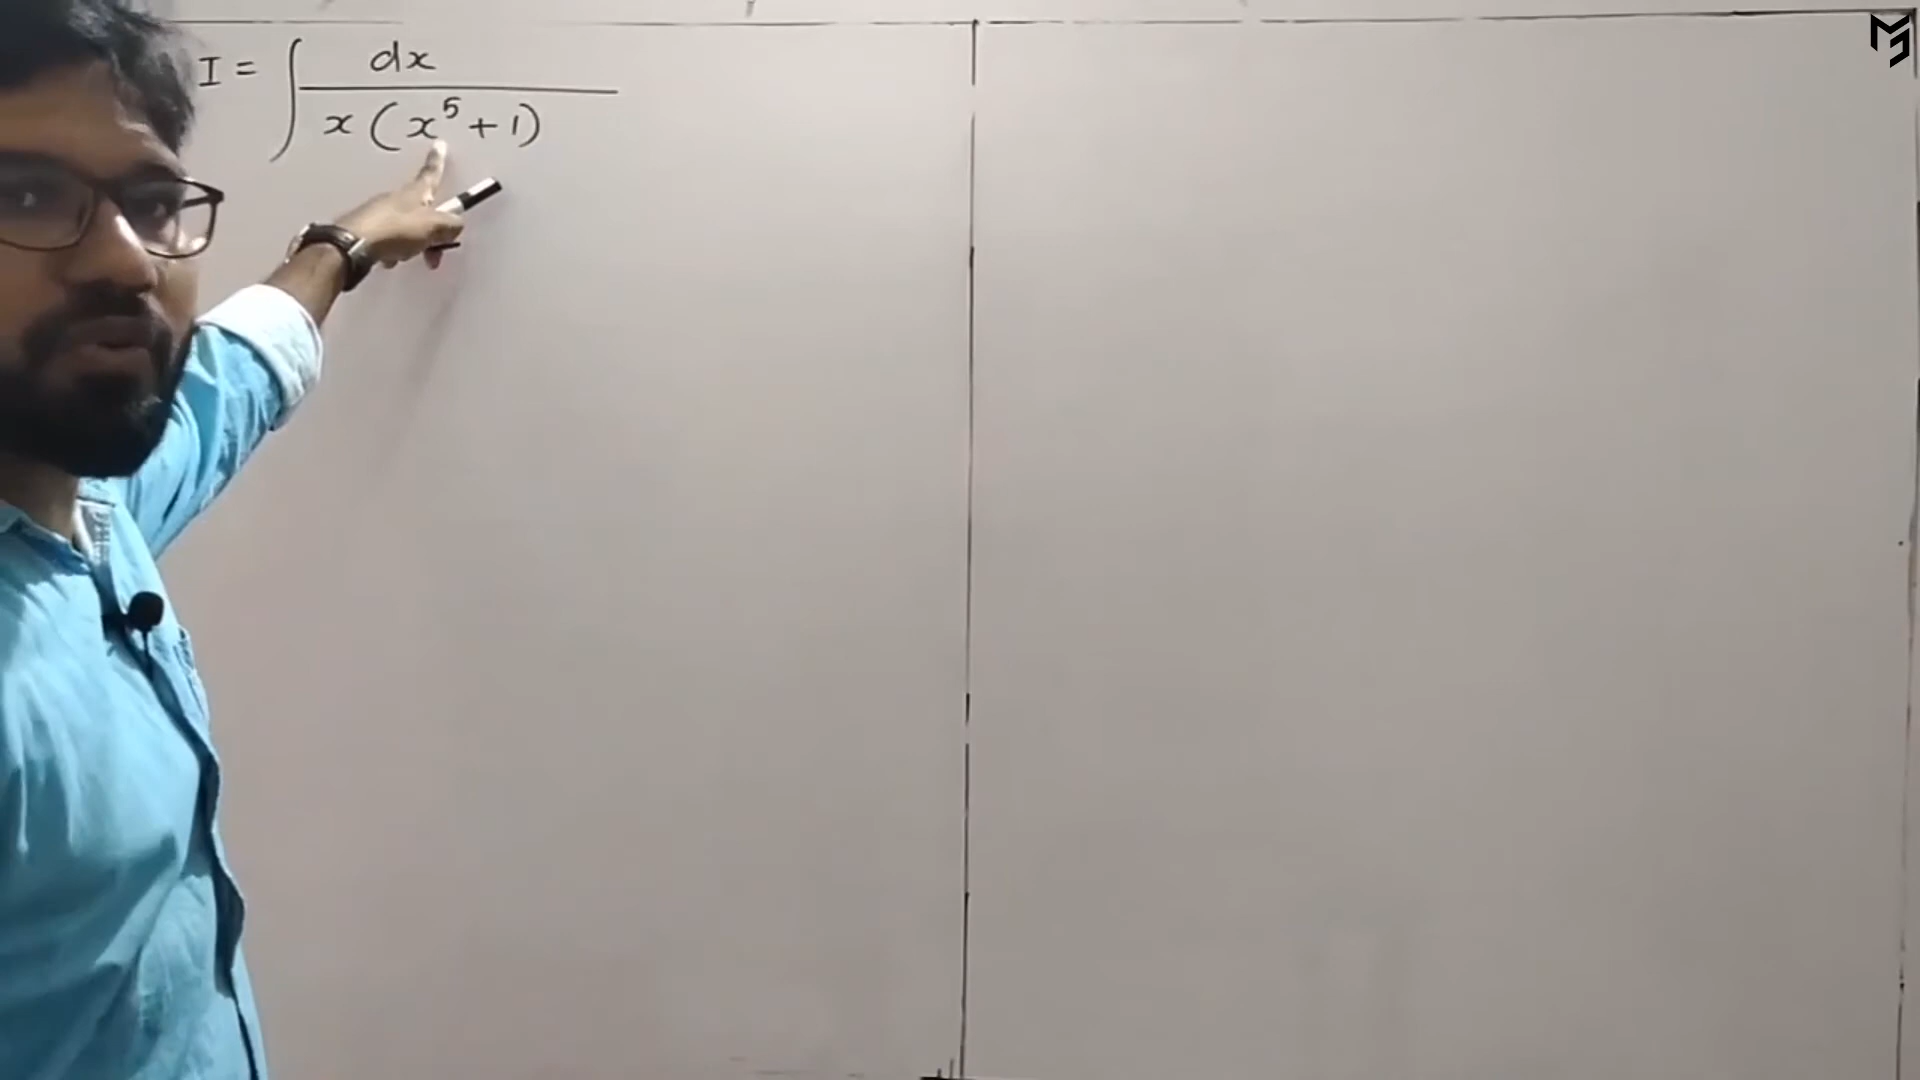 I = ∫ dx
x (x⁵ + 1)